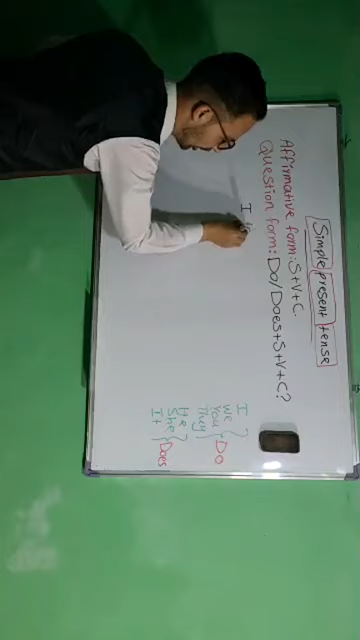 Simple present tense
Affirmative form: S+V+C.
Question form: Do/Does+S+V+C?
I
I
We
You
They
Do
He
She
It
Does